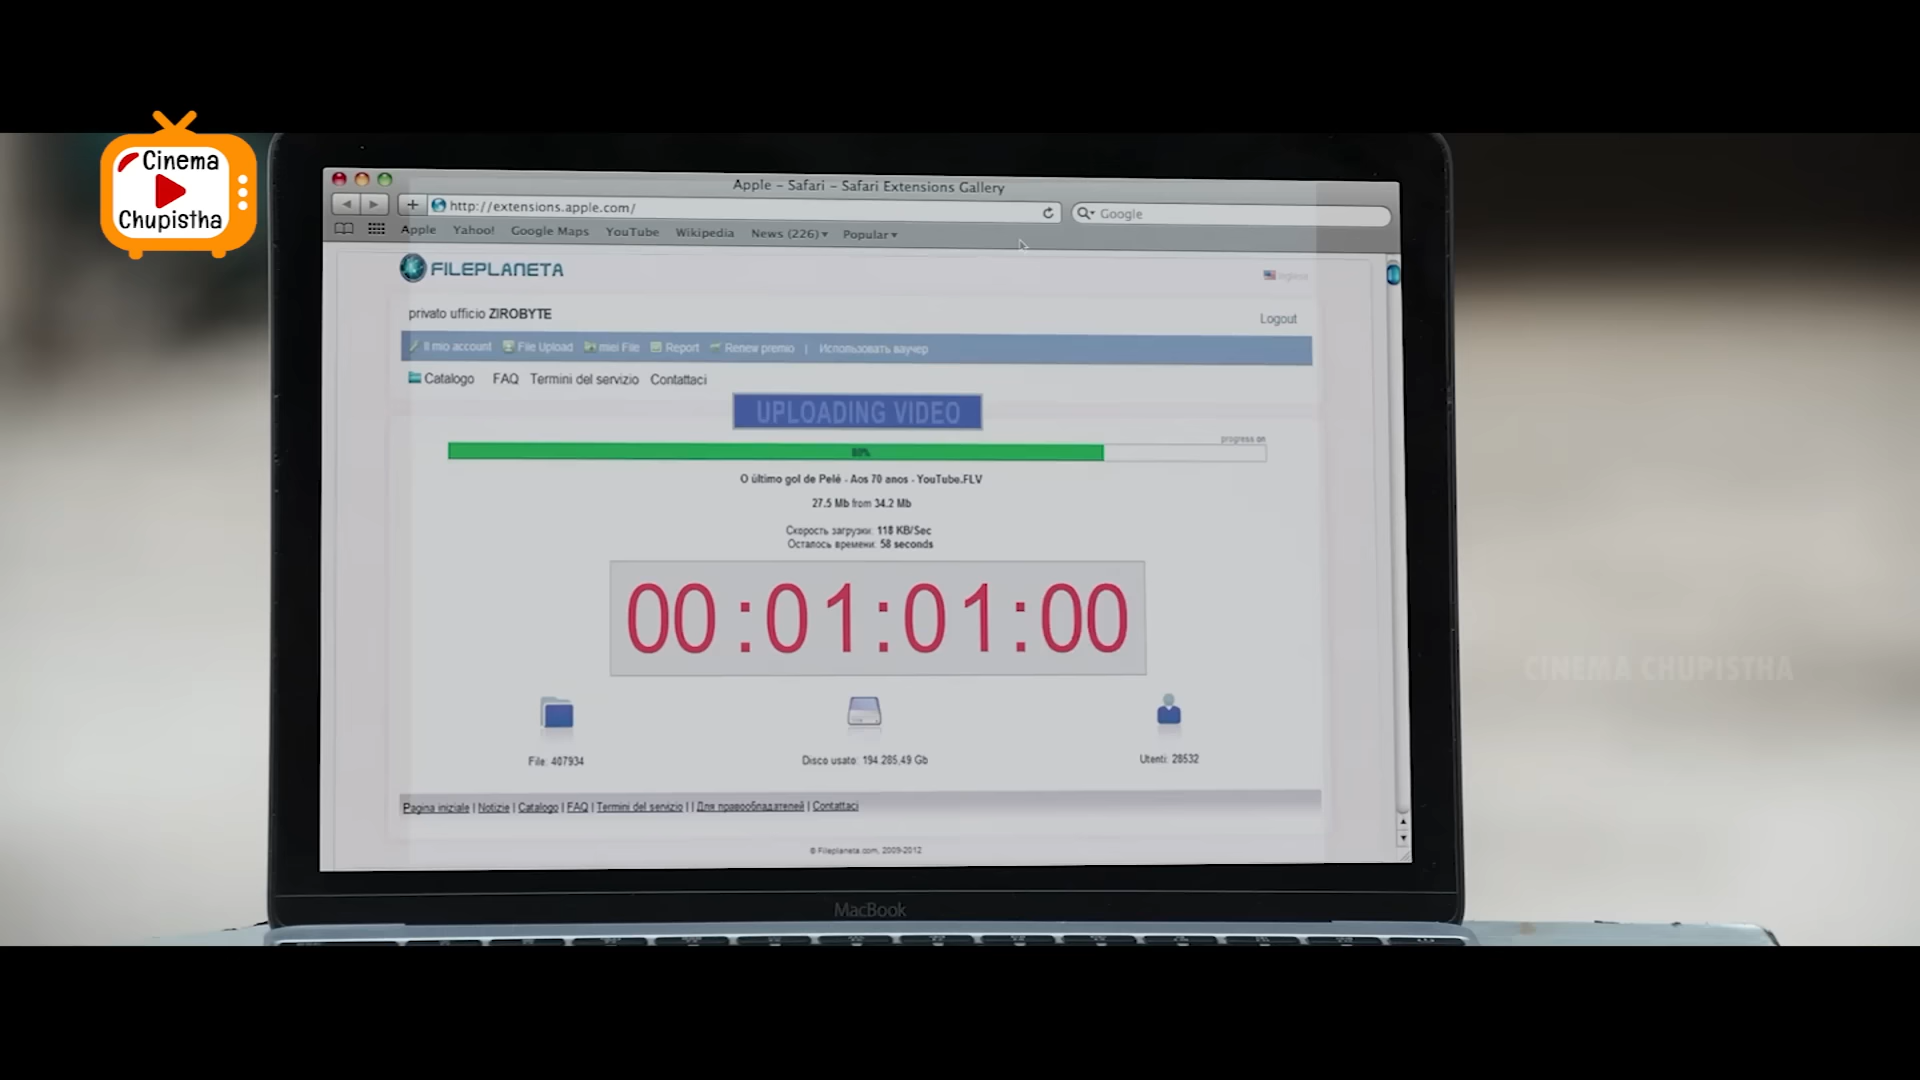 Cinema
Chupistha
Apple - Safari - Safari Extensions Gallery
http://extensions.apple.com/
Google
Apple Yahoo! Google Maps YouTube Wikipedia News (226) Popular
FILEPLANETA
privato ufficio ZIROBYTE
Logout
Il mio account File Upload miei File Report Renew premio | Использовать ваучер
Catalogo FAQ Termini del servizio Contattaci
UPLOADING VIDEO
progress on
80%
O último gol de Pelé - Aos 70 anos - YouTube.FLV
27.5 Mb from 34.2 Mb
Скорость загрузки: 118 KB/Sec
Осталось времени: 58 seconds
00:01:01:00
File: 407934
Disco usato: 194.285,49 Gb
Utenti: 28532
Pagina iniziale | Notizie | Catalogo | FAQ | Termini del servizio | | Для правообладателей | Contattaci
© Fileplaneta.com, 2009-2012
MacBook
CINEMA CHUPISTHA